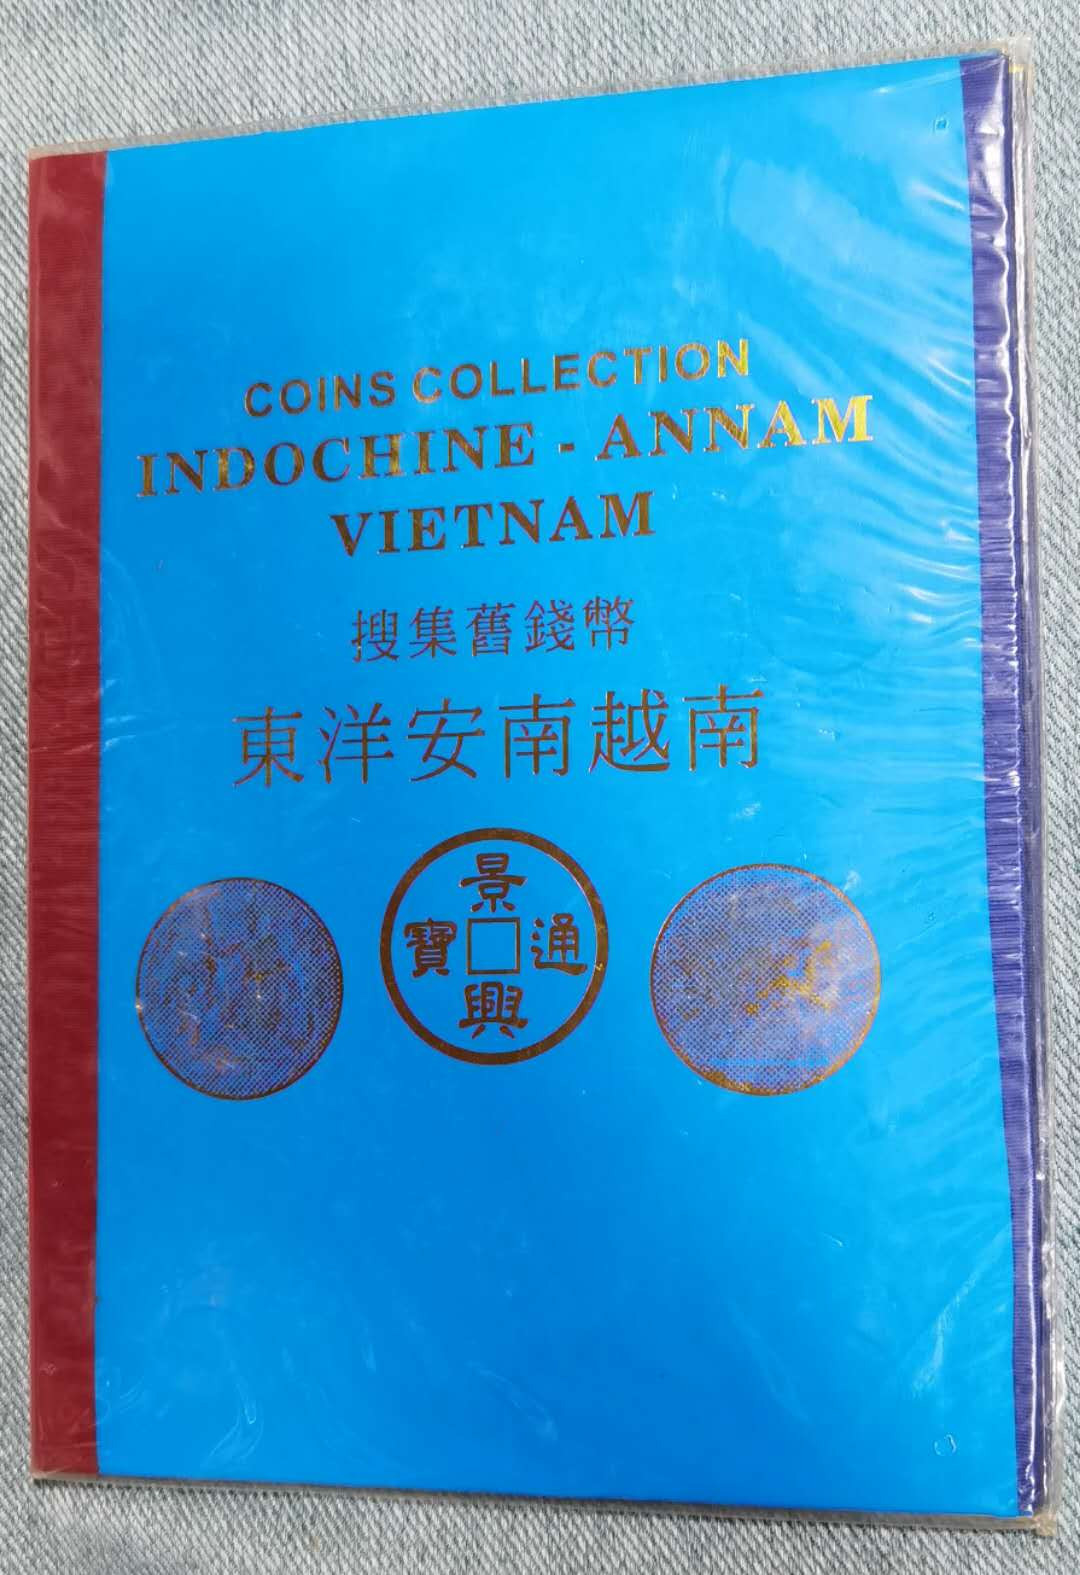 COINS COLLECTION
INDOCHINE - ANNAM
VIETNAM
搜集舊錢幣
東洋安南越南
景
寶 通
興